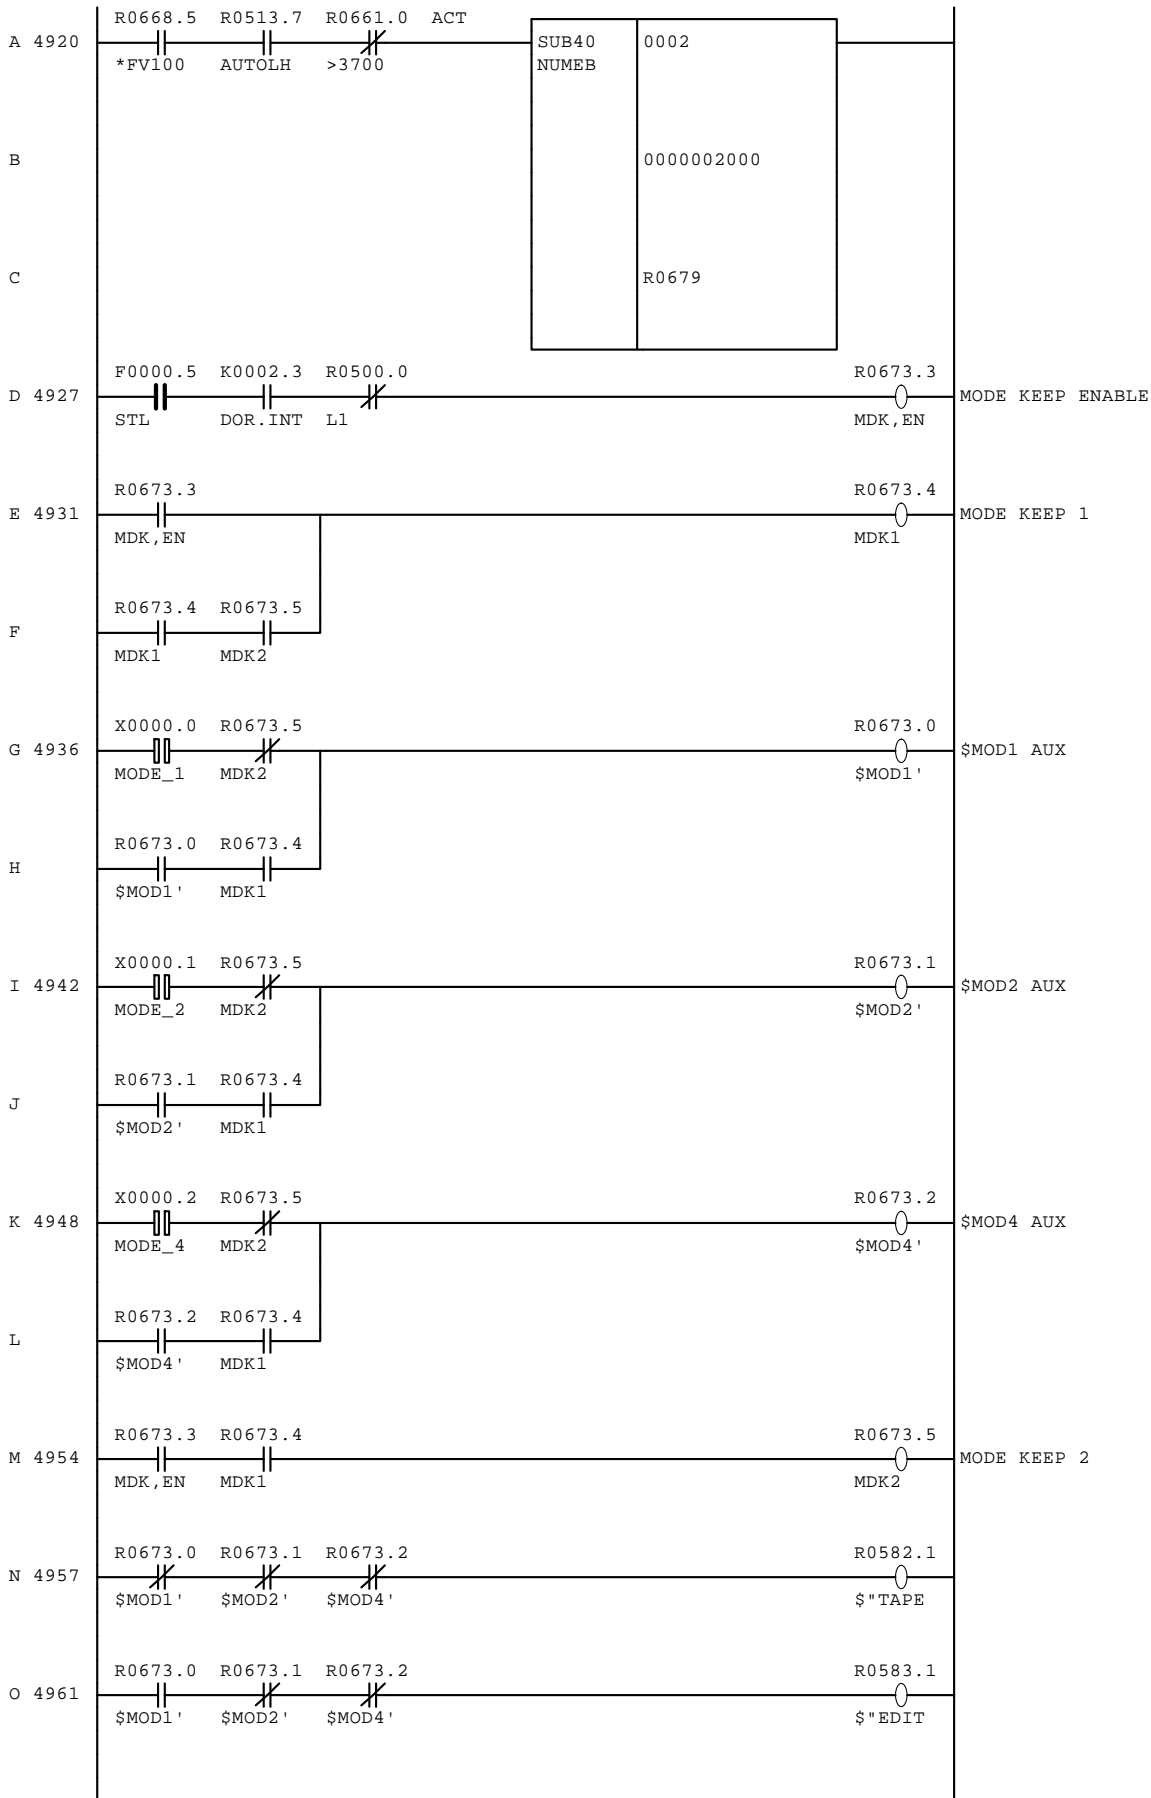 R0668.5 R0513.7 R0661.0 ACT
A 4920 SUB40 0002
*FV100 AUTOLH >3700 NUMEB
B 0000002000
C R0679
F0000.5 K0002.3 R0500.0 R0673.3
D 4927 MODE KEEP ENABLE
STL DOR.INT L1 MDK,EN
R0673.3 R0673.4
E 4931 MODE KEEP 1
MDK,EN MDK1
R0673.4 R0673.5
F
MDK1 MDK2
X0000.0 R0673.5 R0673.0
G 4936 $MOD1 AUX
MODE_1 MDK2 $MOD1'
R0673.0 R0673.4
H
$MOD1' MDK1
X0000.1 R0673.5 R0673.1
I 4942 $MOD2 AUX
MODE_2 MDK2 $MOD2'
R0673.1 R0673.4
J
$MOD2' MDK1
X0000.2 R0673.5 R0673.2
K 4948 $MOD4 AUX
MODE_4 MDK2 $MOD4'
R0673.2 R0673.4
L
$MOD4' MDK1
R0673.3 R0673.4 R0673.5
M 4954 MODE KEEP 2
MDK,EN MDK1 MDK2
R0673.0 R0673.1 R0673.2 R0582.1
N 4957
$MOD1' $MOD2' $MOD4' $"TAPE
R0673.0 R0673.1 R0673.2 R0583.1
O 4961
$MOD1' $MOD2' $MOD4' $"EDIT